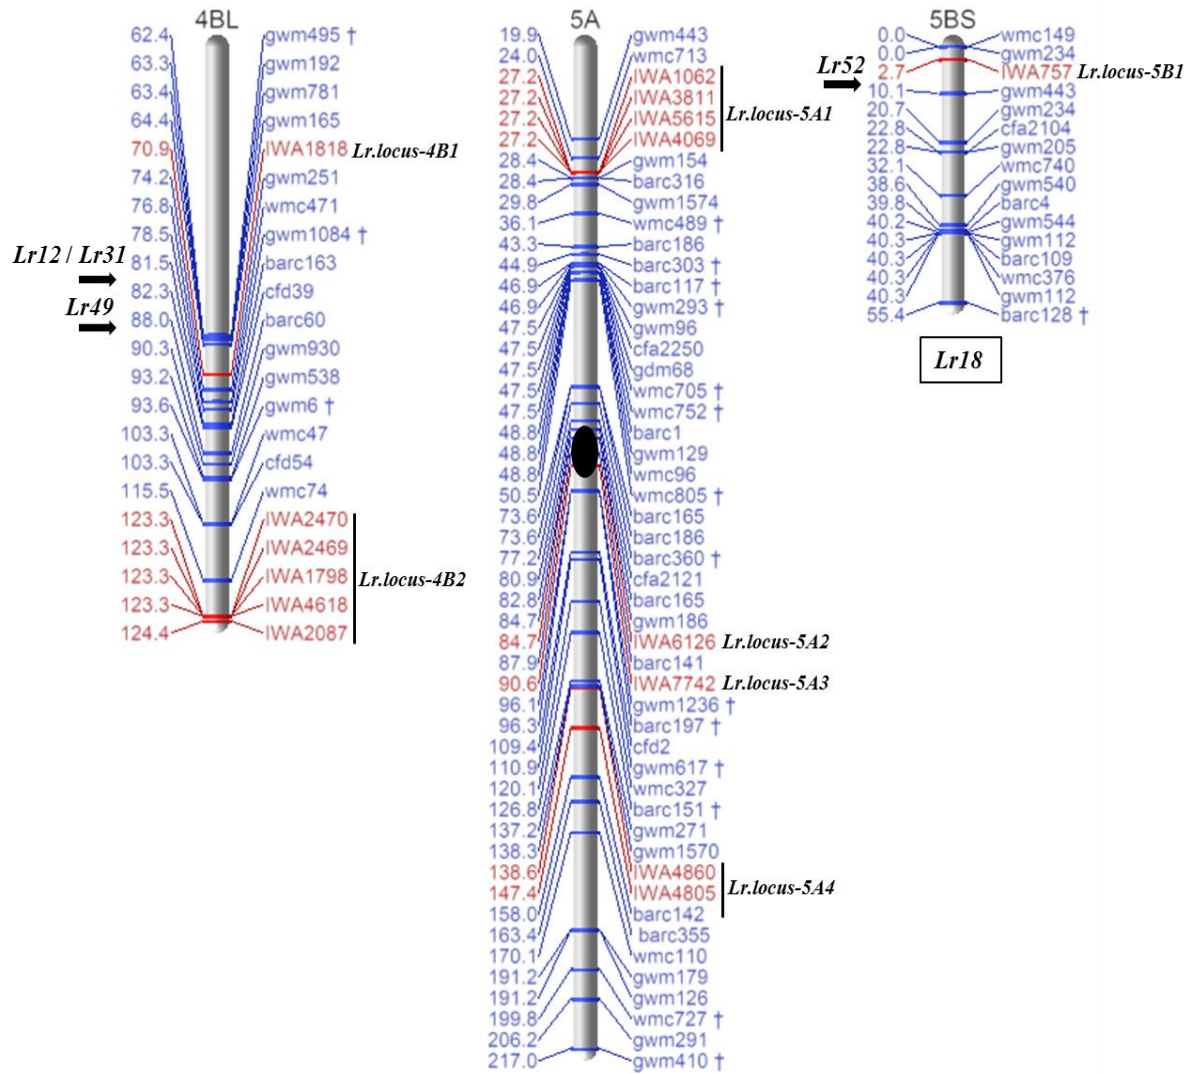 4BL
62.4 gwm495 †
63.3 gwm192
63.4 gwm781
64.4 gwm165
70.9 IWA1818 Lr.locus-4B1
74.2 gwm251
76.8 wmc471
78.5 gwm1084 †
Lr12 / Lr31
81.5 barc163
82.3 cfd39
Lr49
88.0 barc60
90.3 gwm930
93.2 gwm538
93.6 gwm6 †
103.3 wmc47
103.3 cfd54
115.5 wmc74
123.3 IWA2470
123.3 IWA2469
123.3 IWA1798
Lr.locus-4B2
123.3 IWA4618
124.4 IWA2087
5A
19.9 gwm443
24.0 wmc713
27.2 IWA1062
27.2 IWA3811
Lr.locus-5A1
27.2 IWA5615
27.2 IWA4069
28.4 gwm154
28.4 barc316
29.8 gwm1574
36.1 wmc489 †
43.3 barc186
44.9 barc303 †
46.9 barc117 †
46.9 gwm293 †
47.5 gwm96
47.5 cfa2250
47.5 gdm68
47.5 wmc705 †
47.5 wmc752 †
48.8 barc1
48.8 gwm129
48.8 wmc96
50.5 wmc805 †
73.6 barc165
73.6 barc186
77.2 barc360 †
80.9 cfa2121
82.8 barc165
84.7 gwm186
84.7 IWA6126 Lr.locus-5A2
87.9 barc141
90.6 IWA7742 Lr.locus-5A3
96.1 gwm1236 †
96.3 barc197 †
109.4 cfd2
110.9 gwm617 †
120.1 wmc327
126.8 barc151 †
137.2 gwm271
138.3 gwm1570
138.6 IWA4860
147.4 IWA4805 Lr.locus-5A4
158.0 barc142
163.4 barc355
170.1 wmc110
191.2 gwm179
191.2 gwm126
199.8 wmc727 †
206.2 gwm291
217.0 gwm410 †
5BS
0.0 wmc149
0.0 gwm234
Lr52
2.7 IWA757 Lr.locus-5B1
10.1 gwm443
20.7 gwm234
22.8 cfa2104
22.8 gwm205
32.1 wmc740
38.6 gwm540
39.8 barc4
40.2 gwm544
40.3 gwm112
40.3 barc109
40.3 wmc376
40.3 gwm112
55.4 barc128 †
Lr18